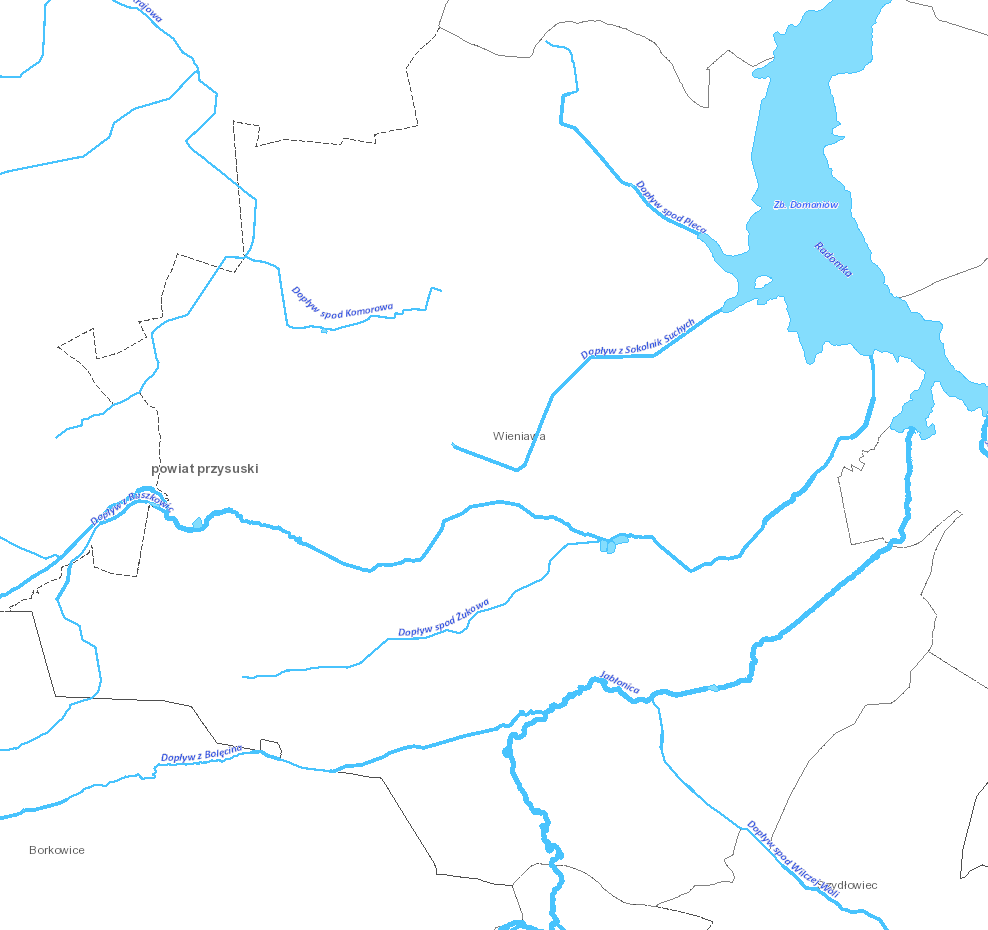 Dopływ spod Pieca
Zb. Domaniów
Radomka
Dopływ spod Komorowa
Dopływ z Sokolnik Suchych
Wieniawa
powiat przysuski
Dopływ z Ruszkowic
Dopływ spod Żukowa
Jabłonica
Dopływ z Bolęcina
Borkowice
Dopływ spod Wilczej Woli